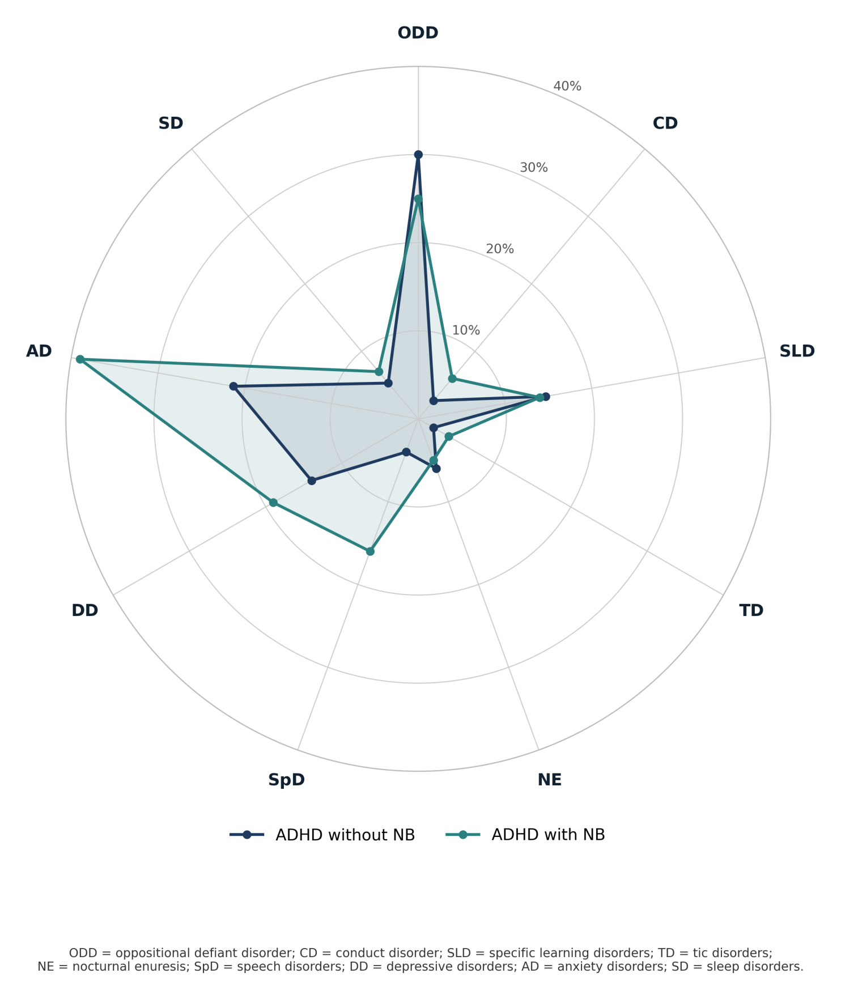 ODD
40%
SD
CD
30%
20%
10%
AD
SLD
DD
TD
SpD
NE
ADHD without NB
ADHD with NB
ODD = oppositional defiant disorder; CD = conduct disorder; SLD = specific learning disorders; TD = tic disorders;
NE = nocturnal enuresis; SpD = speech disorders; DD = depressive disorders; AD = anxiety disorders; SD = sleep disorders.